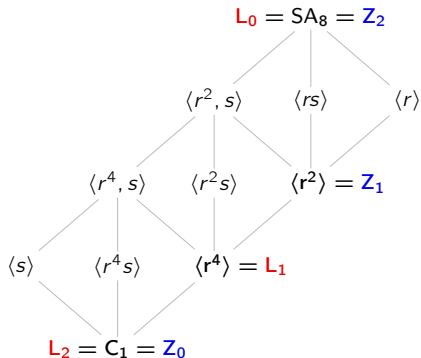 L₀ = SA₈ = Z₂
⟨r², s⟩ ⟨rs⟩ ⟨r⟩
⟨r⁴, s⟩ ⟨r²s⟩ ⟨r²⟩ = Z₁
⟨s⟩ ⟨r⁴s⟩ ⟨r⁴⟩ = L₁
L₂ = C₁ = Z₀